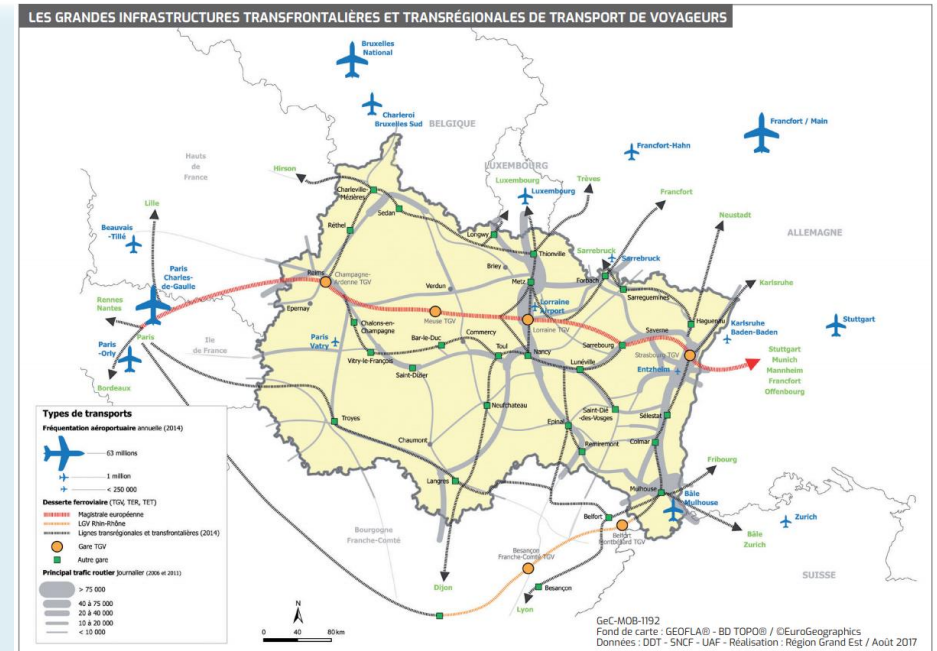 LES GRANDES INFRASTRUCTURES TRANSFRONTALIÈRES ET TRANSRÉGIONALES DE TRANSPORT DE VOYAGEURS
Bruxelles
National
Charleroi
Bruxelles Sud
BELGIQUE
Francfort / Main
Francfort-Hahn
Hauts
de
France
Hirson
LUXEMBOURG
Luxembourg
Luxembourg
Trèves
Francfort
Charleville-
Mézières
Sedan
Lille
Neustadt
Réthel
Longwy
Beauvais
-Tillé
Thionville
ALLEMAGNE
Sarrebruck
Sarrebruck
Briey
Paris
Charles-
de-Gaulle
Reims
Champagne-
Ardenne TGV
Verdun
Metz
Forbach
Karlsruhe
Sarreguemines
Rennes
Nantes
Epernay
Lorraine
Airport
Meuse TGV
Lorraine TGV
Haguenau
Chalons-en-
Champagne
Saverne
Karlsruhe
Baden-Baden
Stuttgart
Paris
Paris
-Orly
Ile
de France
Paris
Vatry
Bar-le-Duc
Commercy
Toul
Nancy
Sarrebourg
Strasbourg TGV
Vitry-le-François
Lunéville
Entzheim
Stuttgart
Munich
Mannheim
Francfort
Offenbourg
Bordeaux
Saint-Dizier
Neufchateau
Saint-Dié
-des-Vosges
Sélestat
Troyes
Epinal
Chaumont
Remiremont
Colmar
Langres
Fribourg
Mulhouse
Bâle
Mulhouse
Belfort
Zurich
Bourgogne
Franche-Comté
Belfort
Montbéliard TGV
Bâle
Zurich
Besançon
Franche-Comté TGV
SUISSE
Dijon
Besançon
Lyon
Types de transports
Fréquentation aéroportuaire annuelle (2014)
63 millions
1 million
< 250 000
Desserte ferroviaire (TGV, TER, TET)
Magistrale européenne
LGV Rhin-Rhône
Lignes transrégionales et transfrontalières (2014)
Gare TGV
Autre gare
Principal trafic routier journalier (2006 et 2011)
> 75 000
40 à 75 000
20 à 40 000
10 à 20 000
< 10 000
N
0 40 80 km
GeC-MOB-1192
Fond de carte : GEOFLA® - BD TOPO® / ©EuroGeographics
Données : DDT - SNCF - UAF - Réalisation : Région Grand Est / Août 2017